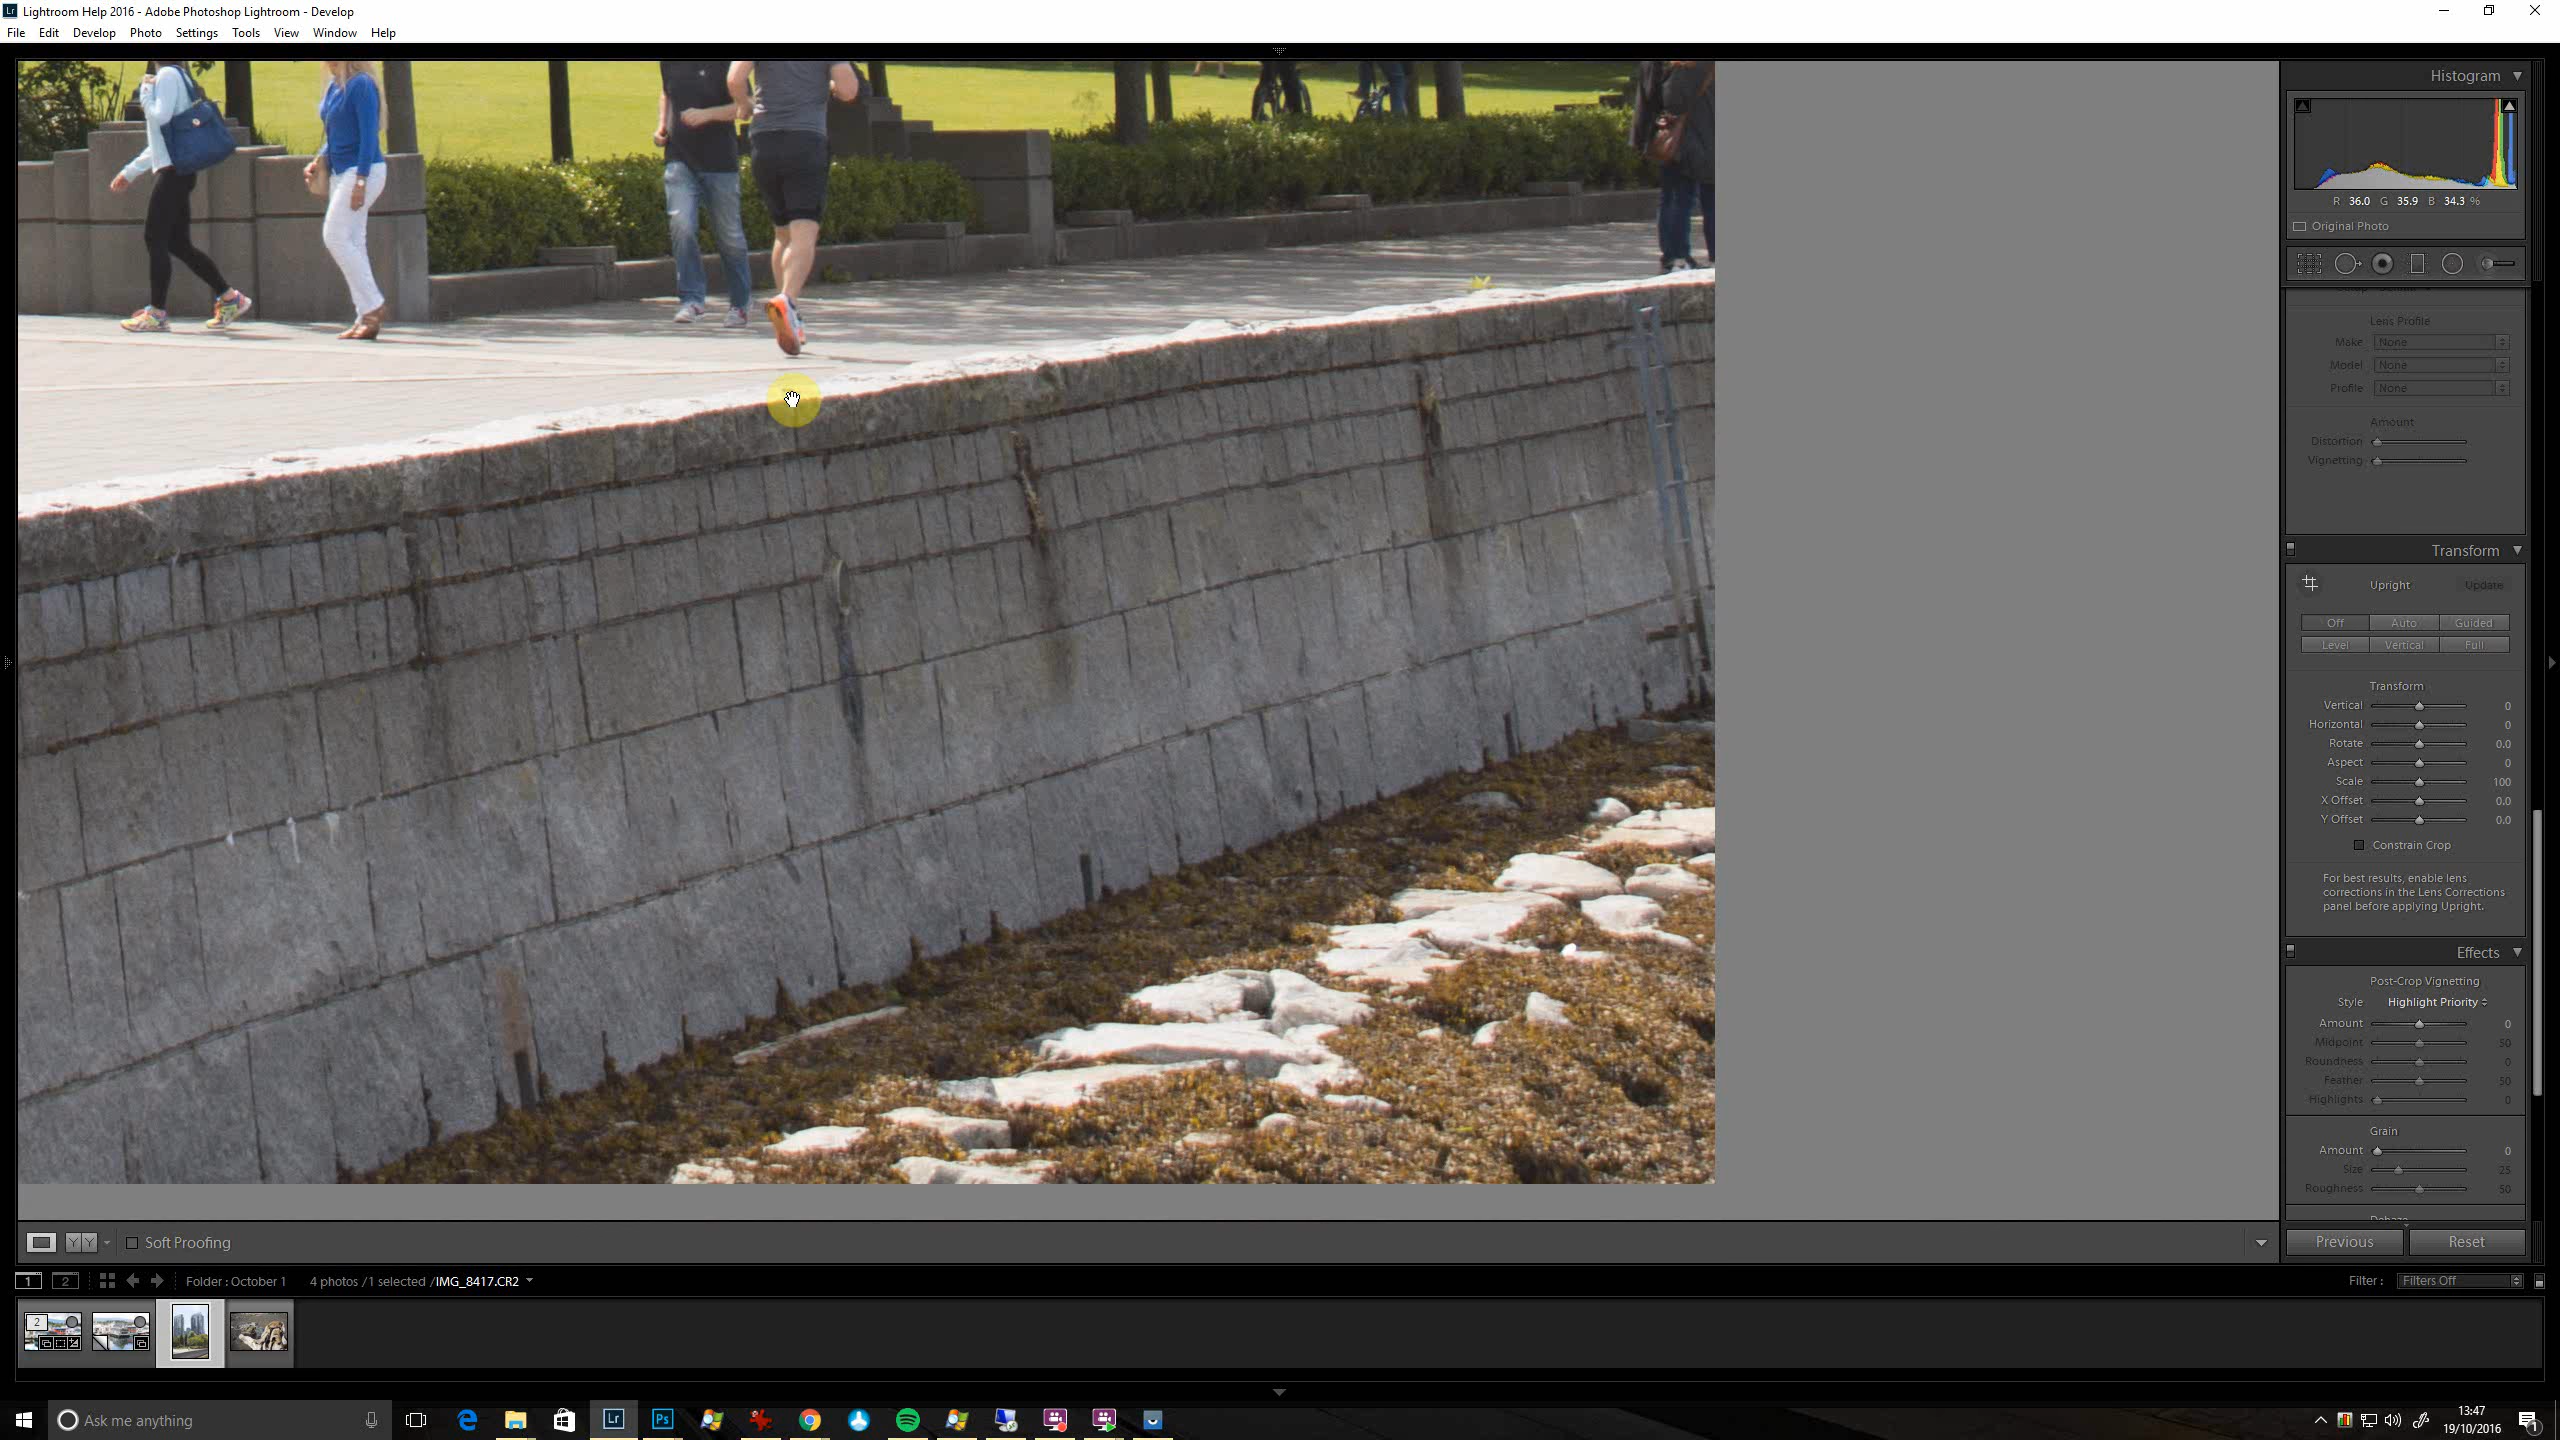 Lightroom Help 2016 - Adobe Photoshop Lightroom - Develop
File Edit Develop Photo Settings Tools View Window Help
Histogram
R 36.0 G 35.9 B 34.3 %
Original Photo
Lens Profile
Make None
Model None
Profile None
Amount
Distortion
Vignetting
Transform
Upright Update
Off Auto Guided
Level Vertical Full
Transform
Vertical 0
Horizontal 0
Rotate 0.0
Aspect 0
Scale 100
X Offset 0.0
Y Offset 0.0
Constrain Crop
For best results, enable lens
corrections in the Lens Corrections
panel before applying Upright.
Effects
Post-Crop Vignetting
Style Highlight Priority
Amount 0
Midpoint 50
Roundness 0
Feather 50
Highlights 0
Grain
Amount 0
Size 25
Roughness 50
Dehaze
Y Y Soft Proofing
Previous Reset
1 2 Folder : October 1 4 photos / 1 selected / IMG_8417.CR2
Filter : Filters Off
2
Ask me anything
Lr Ps
13:47
19/10/2016
1